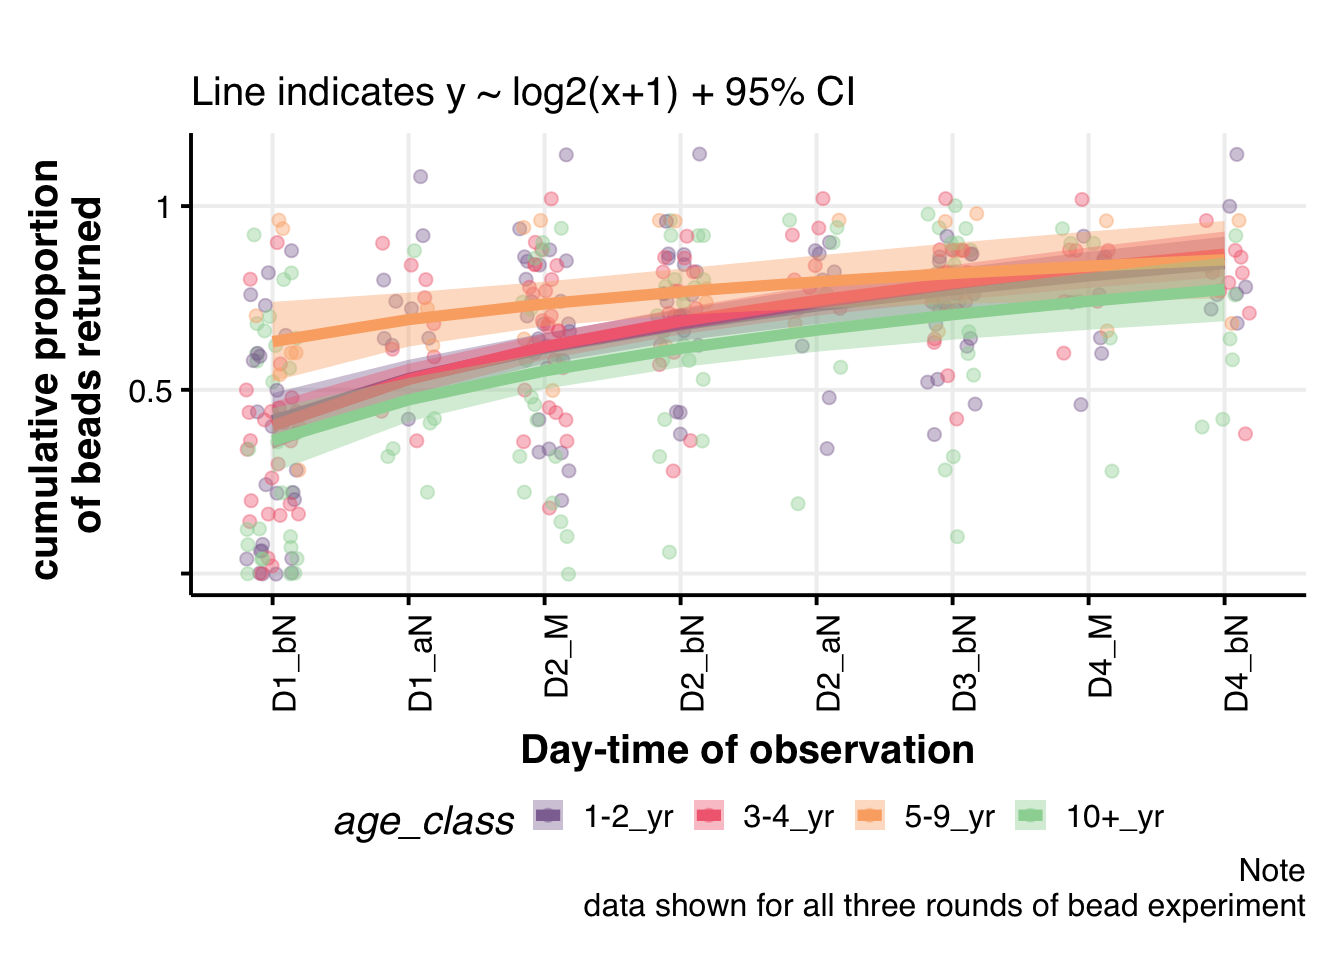 Line indicates y ~ log2(x+1) + 95% CI
cumulative proportion
of beads returned
1
0.5
D1_bN
D1_aN
D2_M
D2_bN
D2_aN
D3_bN
D4_M
D4_bN
Day-time of observation
age_class 1-2_yr 3-4_yr 5-9_yr 10+_yr
Note
data shown for all three rounds of bead experiment